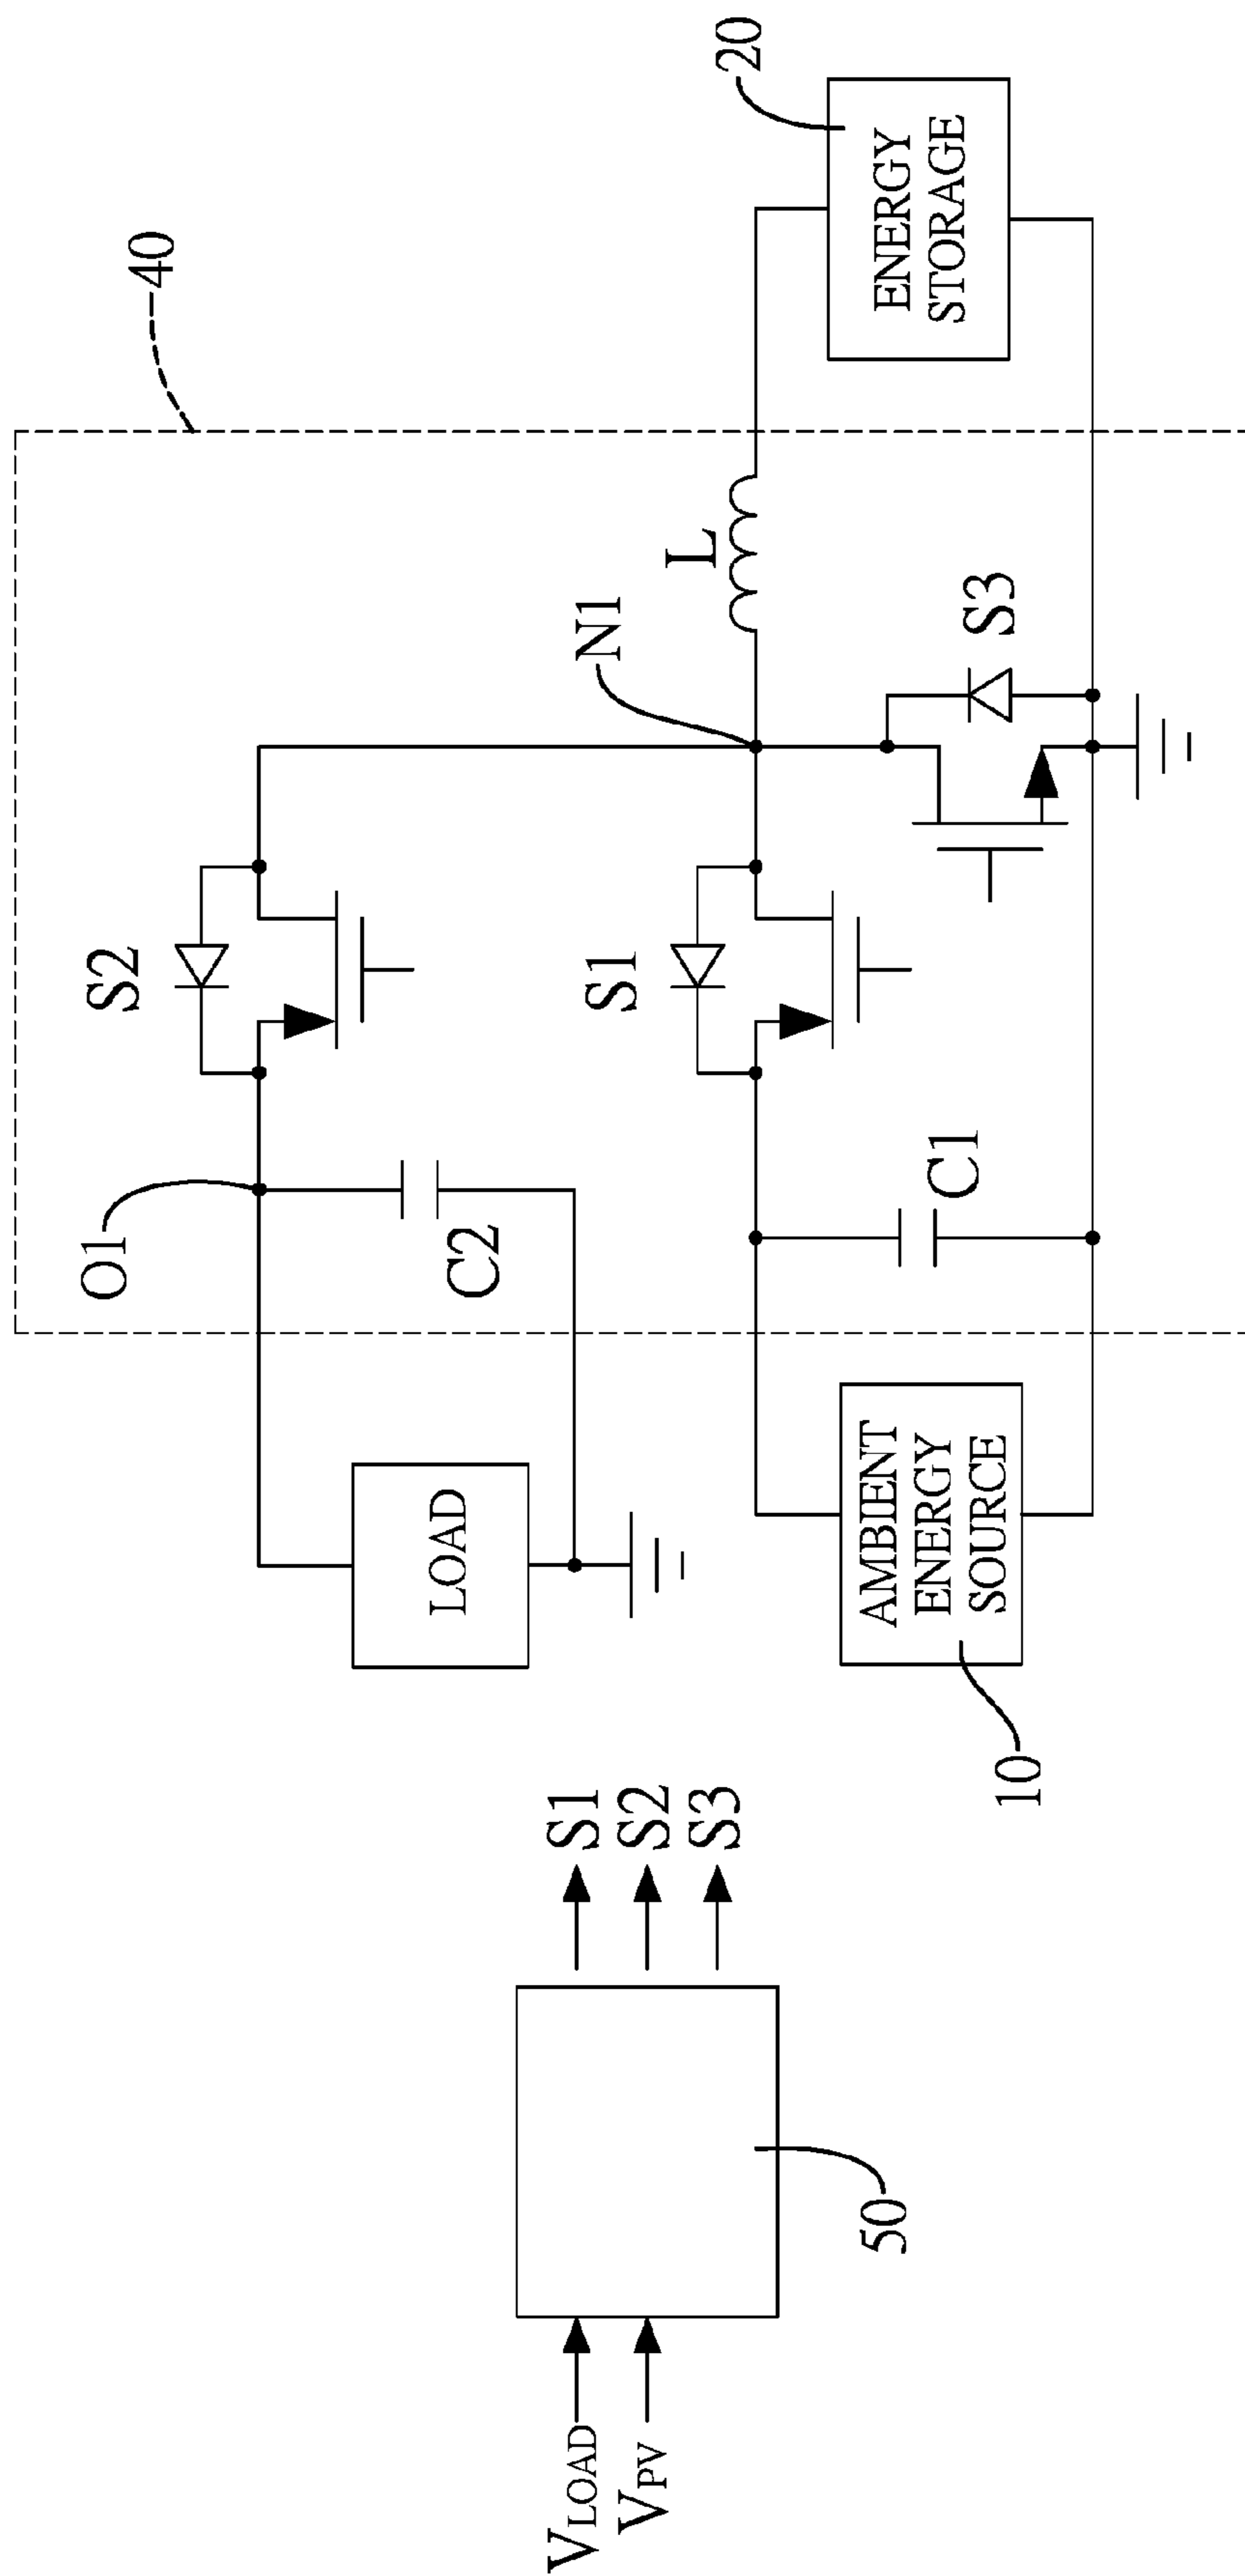 40
20
O1
S2
N1
L
ENERGY
STORAGE
LOAD
C2
S1
S3
C1
AMBIENT
ENERGY
SOURCE
10
VLOAD
VPV
S1
S2
S3
50